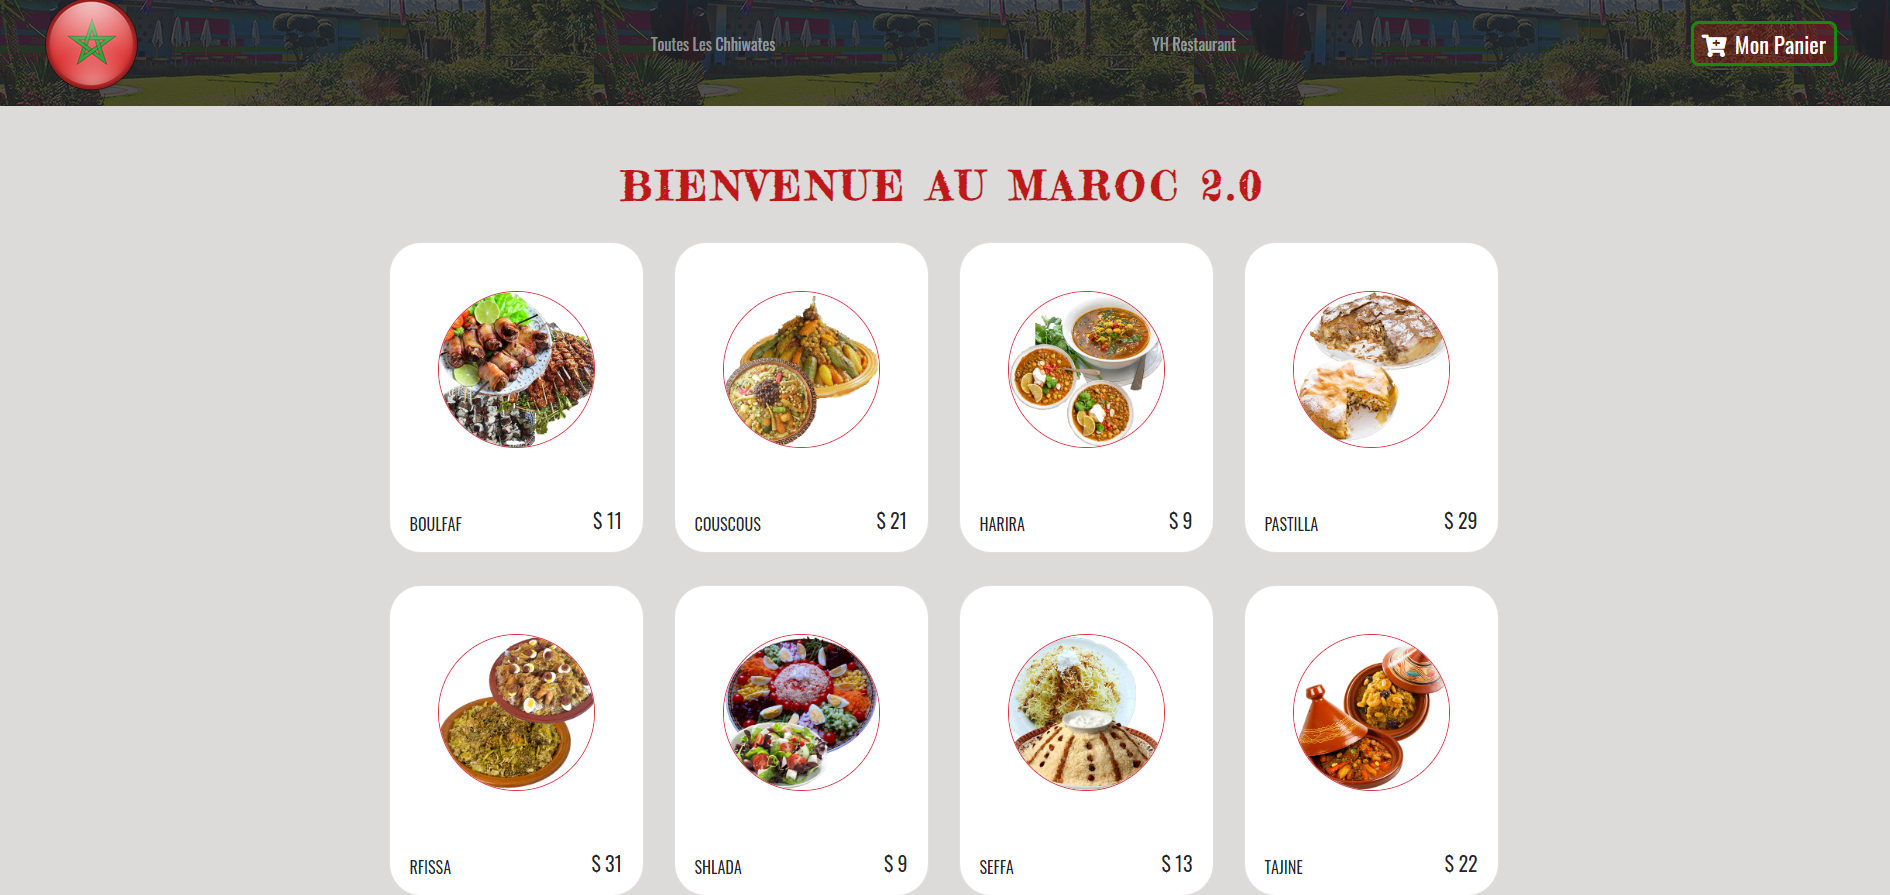 Toutes Les Chhiwates
YH Restaurant
Mon Panier
BIENVENUE AU MAROC 2.0
BOULFAF $ 11
COUSCOUS $ 21
HARIRA $ 9
PASTILLA $ 29
RFISSA $ 31
SHLADA $ 9
SEFFA $ 13
TAJINE $ 22